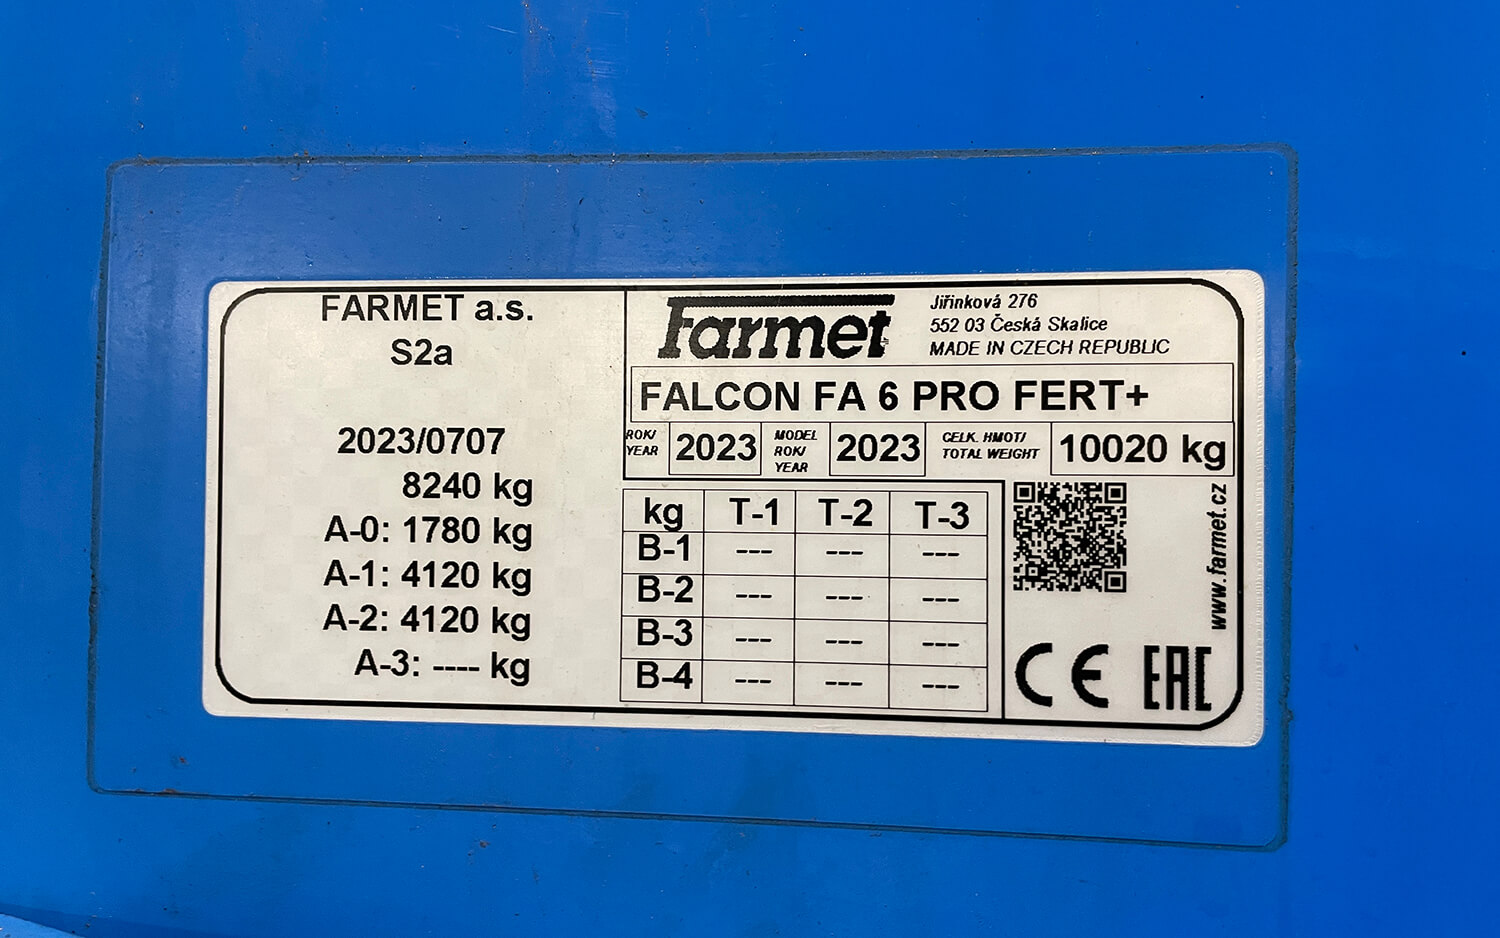 FARMET a.s.
S2a
2023/0707
8240 kg
A-0: 1780 kg
A-1: 4120 kg
A-2: 4120 kg
A-3: ---- kg
Farmet
Jiřinková 276
552 03 Česká Skalice
MADE IN CZECH REPUBLIC
FALCON FA 6 PRO FERT+
ROK/
YEAR
2023
MODEL
ROK/
YEAR
2023
CELK. HMOT/
TOTAL WEIGHT
10020 kg
kg T-1 T-2 T-3
B-1 --- --- ---
B-2 --- --- ---
B-3 --- --- ---
B-4 --- --- ---
www.farmet.cz
CE EAC